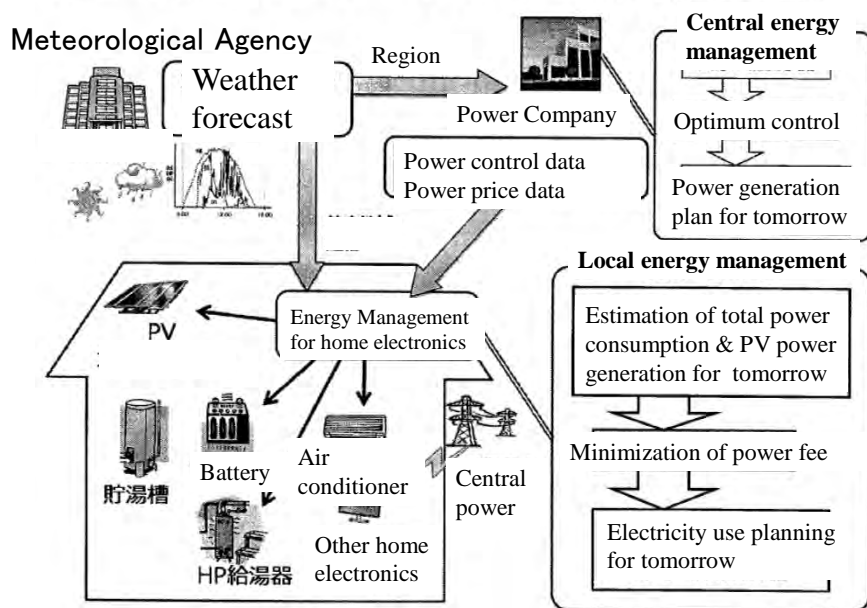 Meteorological Agency
Weather
forecast
Region
Power Company
Central energy
management
Optimum control
Power generation
plan for tomorrow
Power control data
Power price data
Local energy management
Estimation of total power
consumption & PV power
generation for tomorrow
Minimization of power fee
Electricity use planning
for tomorrow
Energy Management
for home electronics
PV
貯湯槽
Battery
Air
conditioner
Central
power
HP給湯器
Other home
electronics